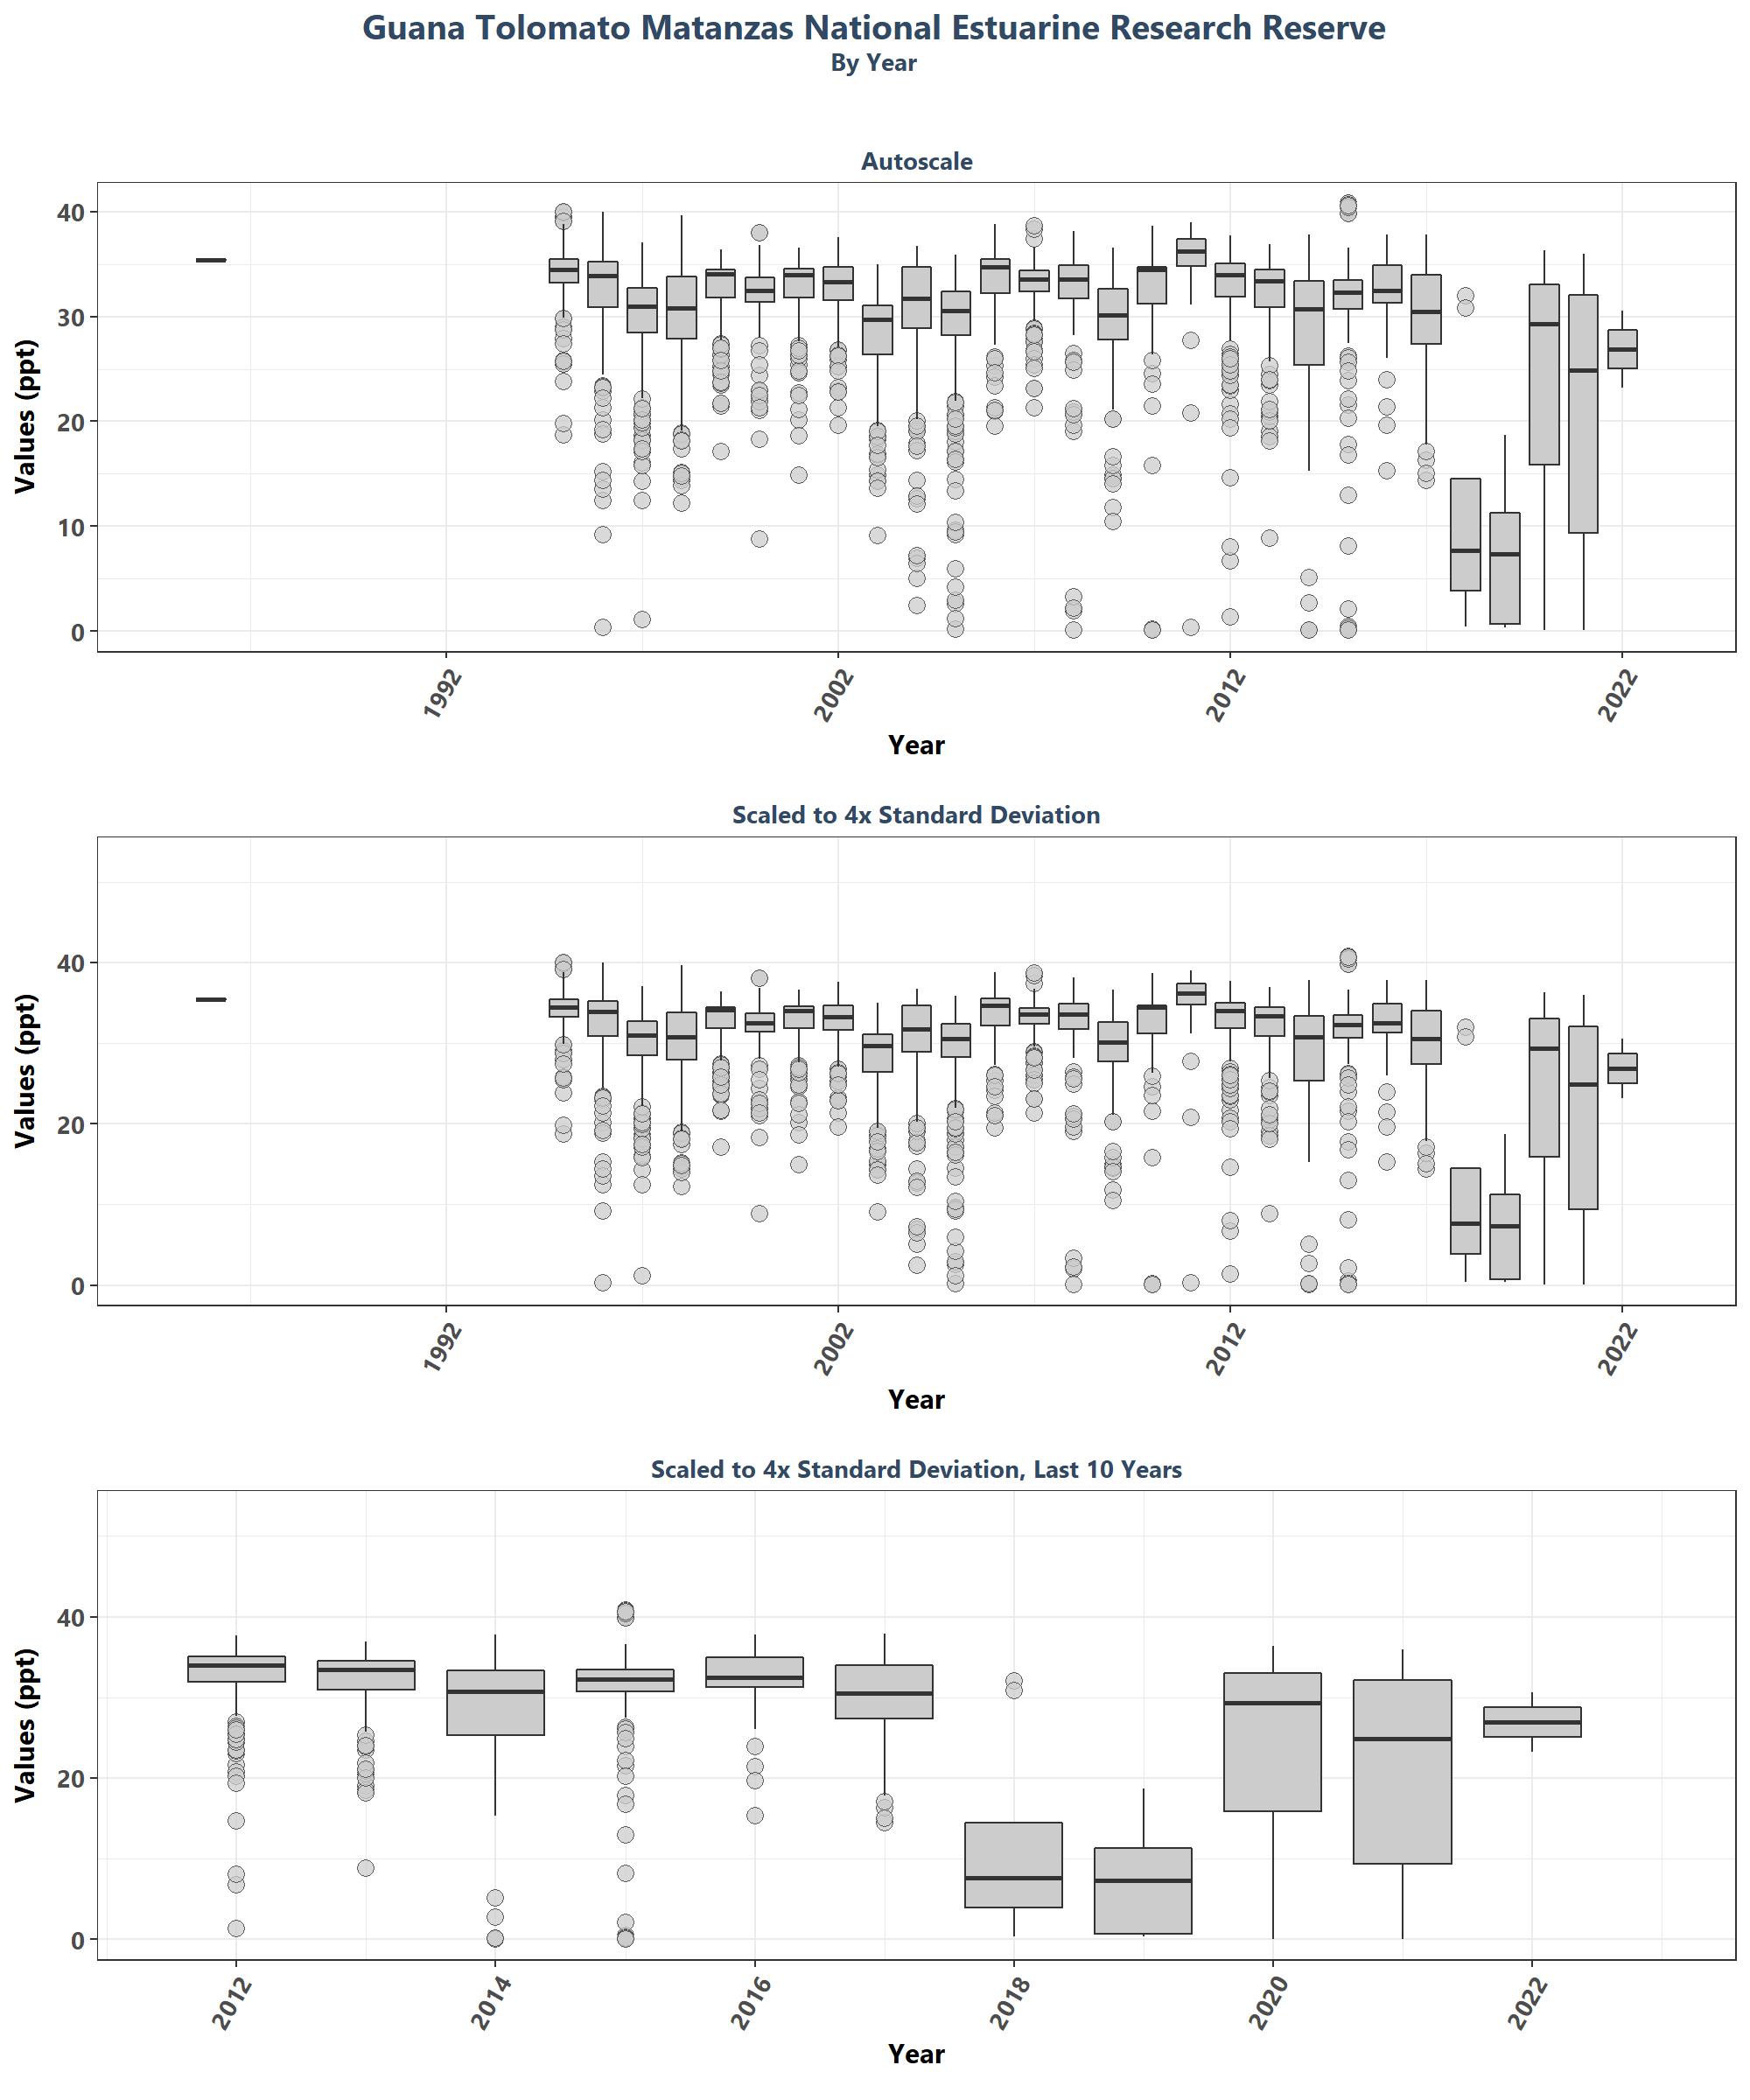 Guana Tolomato Matanzas National Estuarine Research Reserve
By Year
Autoscale
Values (ppt)
40
30
20
10
0
1992
2002
2012
2022
Year
Scaled to 4x Standard Deviation
Values (ppt)
40
20
0
1992
2002
2012
2022
Year
Scaled to 4x Standard Deviation, Last 10 Years
Values (ppt)
40
20
0
2012
2014
2016
2018
2020
2022
Year